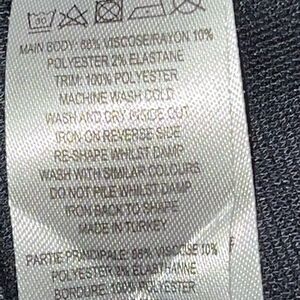 30
MAIN BODY: 88% VISCOSE/RAYON 10%
POLYESTER 2% ELASTANE
TRIM: 100% POLYESTER
MACHINE WASH COLD
WASH AND DRY INSIDE OUT
IRON ON REVERSE SIDE
RE-SHAPE WHILST DAMP
WASH WITH SIMILAR COLOURS
DO NOT PILE WHILST DAMP
IRON BACK TO SHAPE
MADE IN TURKEY
PARTIE PRINCIPALE: 88% VISCOSE 10%
POLYESTER 2% ELASTHANNE
BORDURE: 100% POLYESTER